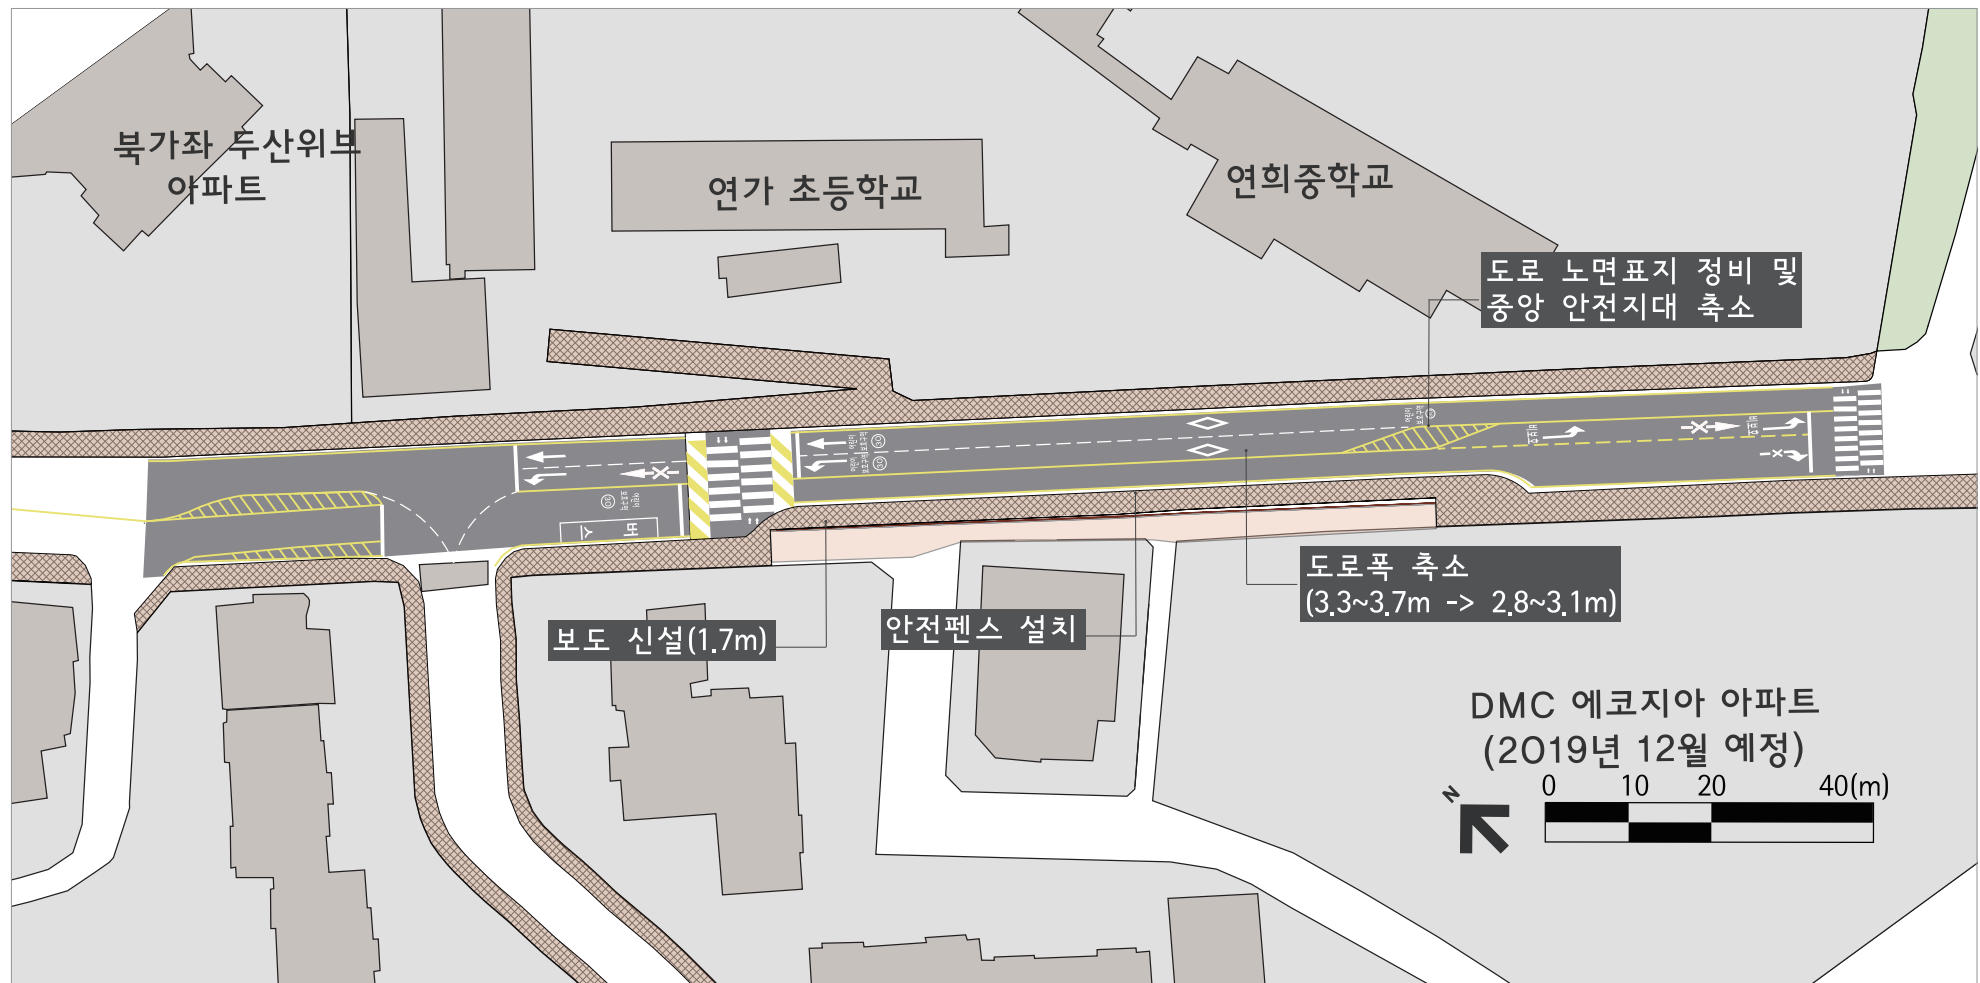 북가좌 두산위브
아파트
연가 초등학교
연희중학교
도로 노면표지 정비 및
중앙 안전지대 축소
30
30
30
도로폭 축소
(3.3~3.7m -> 2.8~3.1m)
보도 신설(1.7m)
안전펜스 설치
DMC 에코지아 아파트
(2019년 12월 예정)
N
0 10 20 40(m)